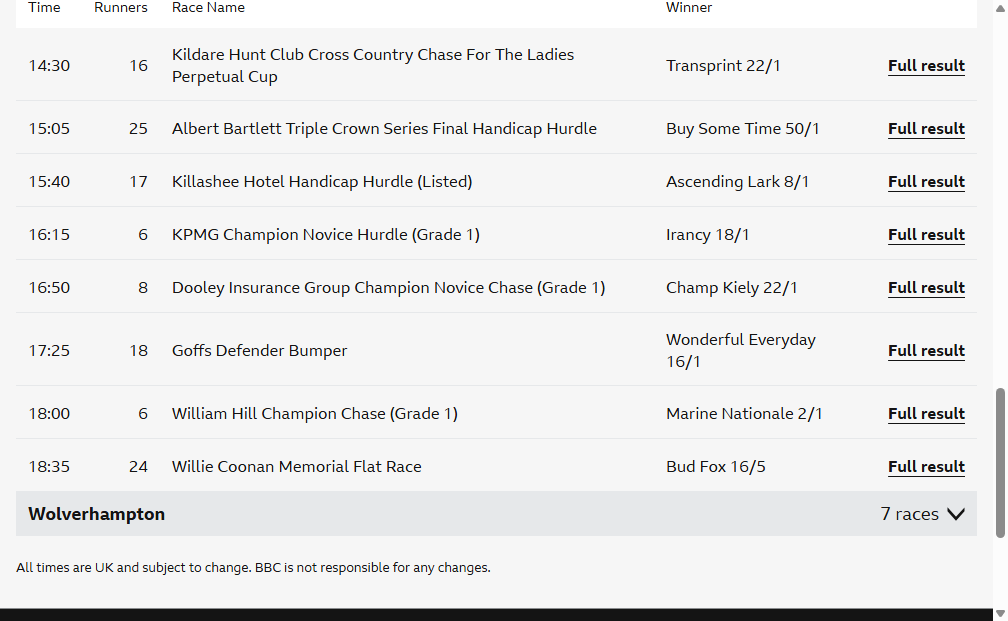 Time Runners Race Name Winner
14:30 16 Kildare Hunt Club Cross Country Chase For The Ladies Perpetual Cup Transprint 22/1 Full result
15:05 25 Albert Bartlett Triple Crown Series Final Handicap Hurdle Buy Some Time 50/1 Full result
15:40 17 Killashee Hotel Handicap Hurdle (Listed) Ascending Lark 8/1 Full result
16:15 6 KPMG Champion Novice Hurdle (Grade 1) Irancy 18/1 Full result
16:50 8 Dooley Insurance Group Champion Novice Chase (Grade 1) Champ Kiely 22/1 Full result
17:25 18 Goffs Defender Bumper Wonderful Everyday 16/1 Full result
18:00 6 William Hill Champion Chase (Grade 1) Marine Nationale 2/1 Full result
18:35 24 Willie Coonan Memorial Flat Race Bud Fox 16/5 Full result
Wolverhampton 7 races
All times are UK and subject to change. BBC is not responsible for any changes.